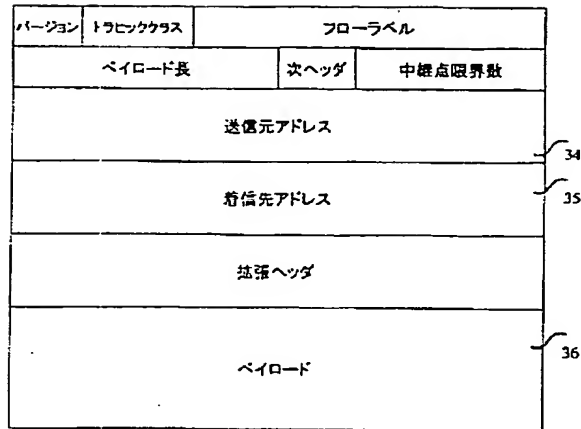 バージョン トラヒッククラス フローラベル
ペイロード長 次ヘッダ 中継点限界数
送信元アドレス
34
着信先アドレス
35
拡張ヘッダ
ペイロード
36